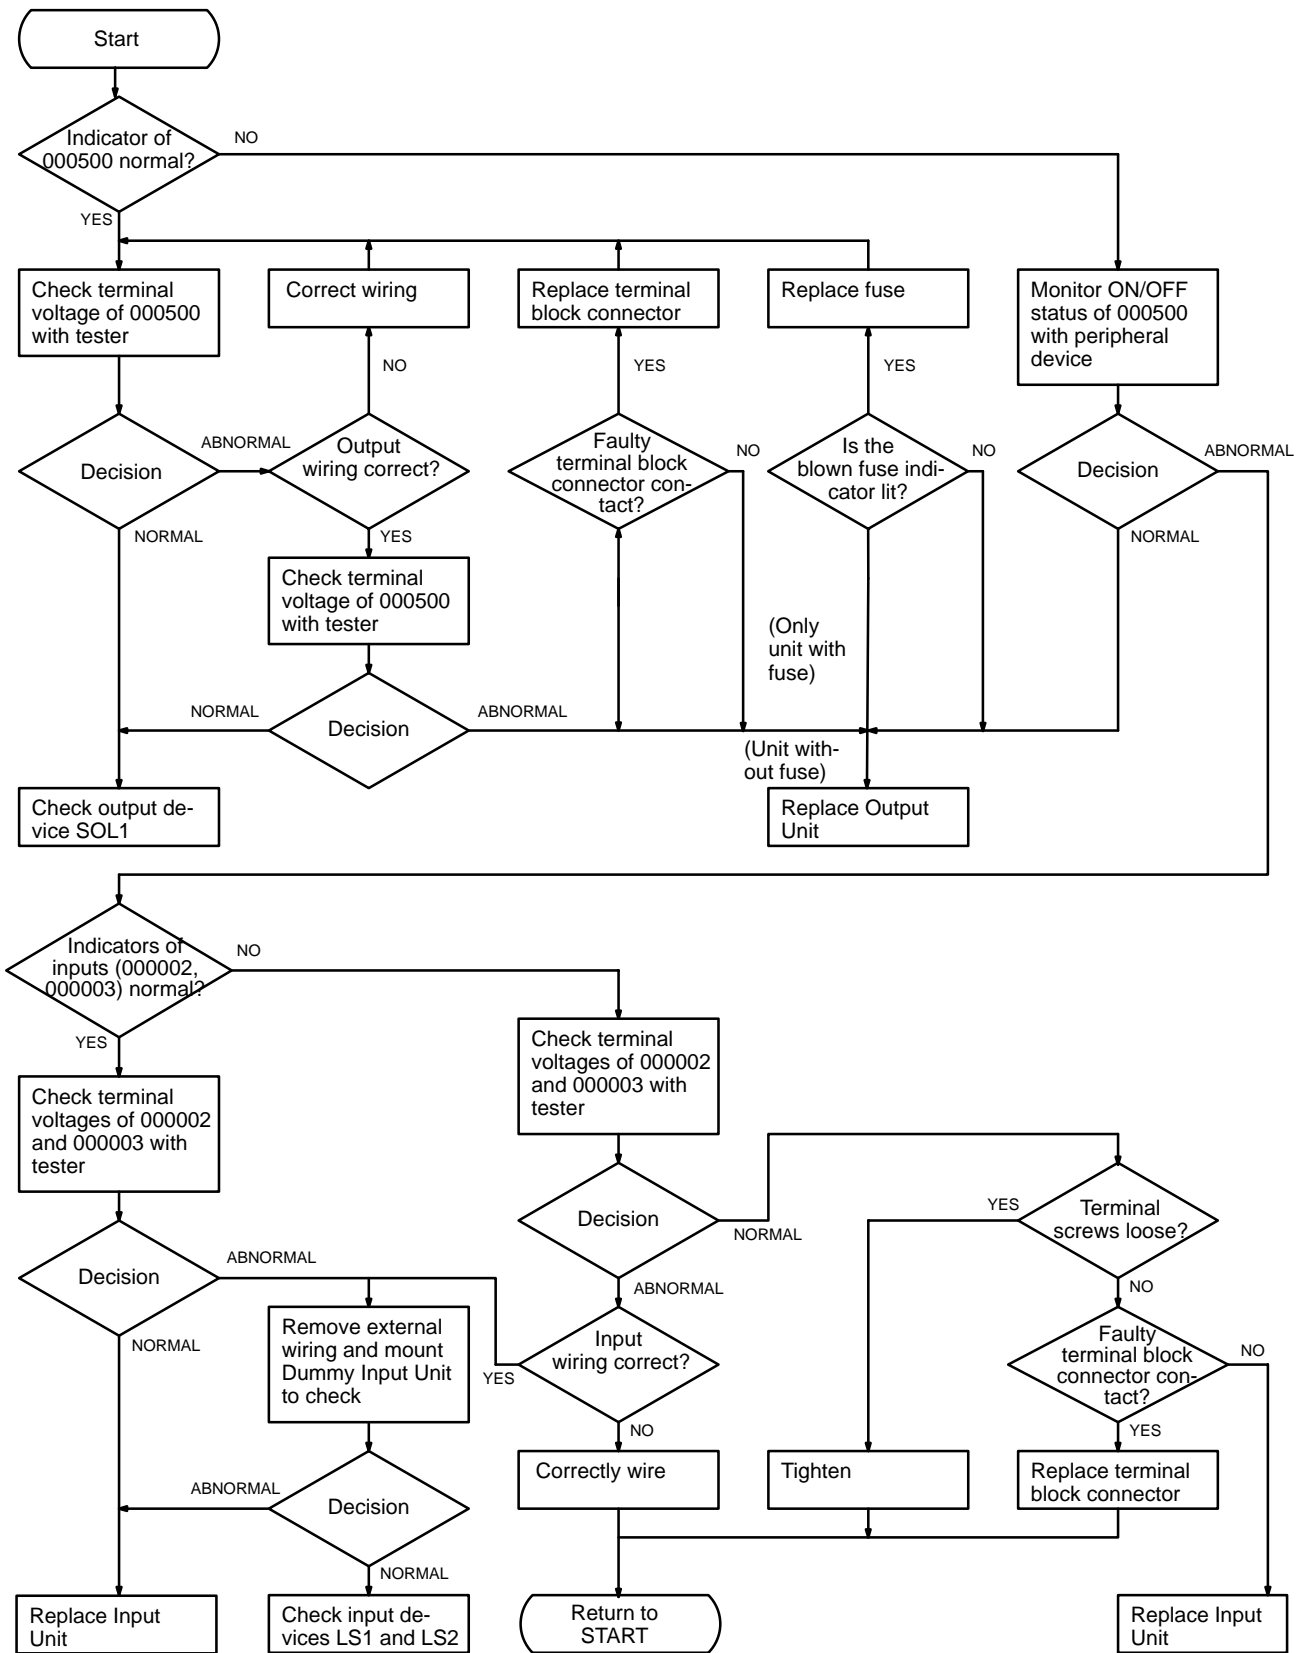 Start
Indicator of
000500 normal?
NO
YES
Check terminal
voltage of 000500
with tester
Correct wiring
Replace terminal
block connector
Replace fuse
Monitor ON/OFF
status of 000500
with peripheral
device
NO
YES
YES
Decision
ABNORMAL
Output
wiring correct?
Faulty
terminal block
connector con-
tact?
NO
Is the
blown fuse indi-
cator lit?
NO
Decision
ABNORMAL
NORMAL
YES
NORMAL
Check terminal
voltage of 000500
with tester
(Only
unit with
fuse)
NORMAL
Decision
ABNORMAL
(Unit with-
out fuse)
Check output de-
vice SOL1
Replace Output
Unit
Indicators of
inputs (000002,
000003) normal?
NO
YES
Check terminal
voltages of 000002
and 000003 with
tester
Check terminal
voltages of 000002
and 000003 with
tester
Decision
NORMAL
YES
Terminal
screws loose?
Decision
ABNORMAL
ABNORMAL
NO
NORMAL
Remove external
wiring and mount
Dummy Input Unit
to check
YES
Input
wiring correct?
Faulty
terminal block
connector con-
tact?
NO
NO
YES
Correctly wire
Tighten
Replace terminal
block connector
ABNORMAL
Decision
NORMAL
Replace Input
Unit
Check input de-
vices LS1 and LS2
Return to
START
Replace Input
Unit